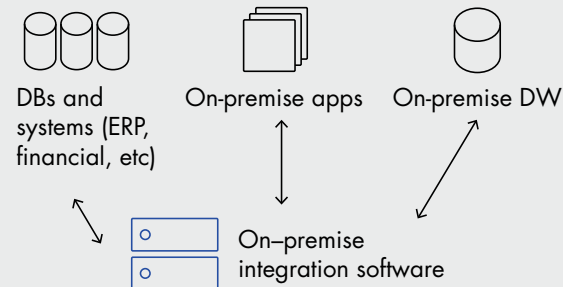 DBs and
systems (ERP,
financial, etc)
On-premise apps
On-premise DW
On–premise
integration software